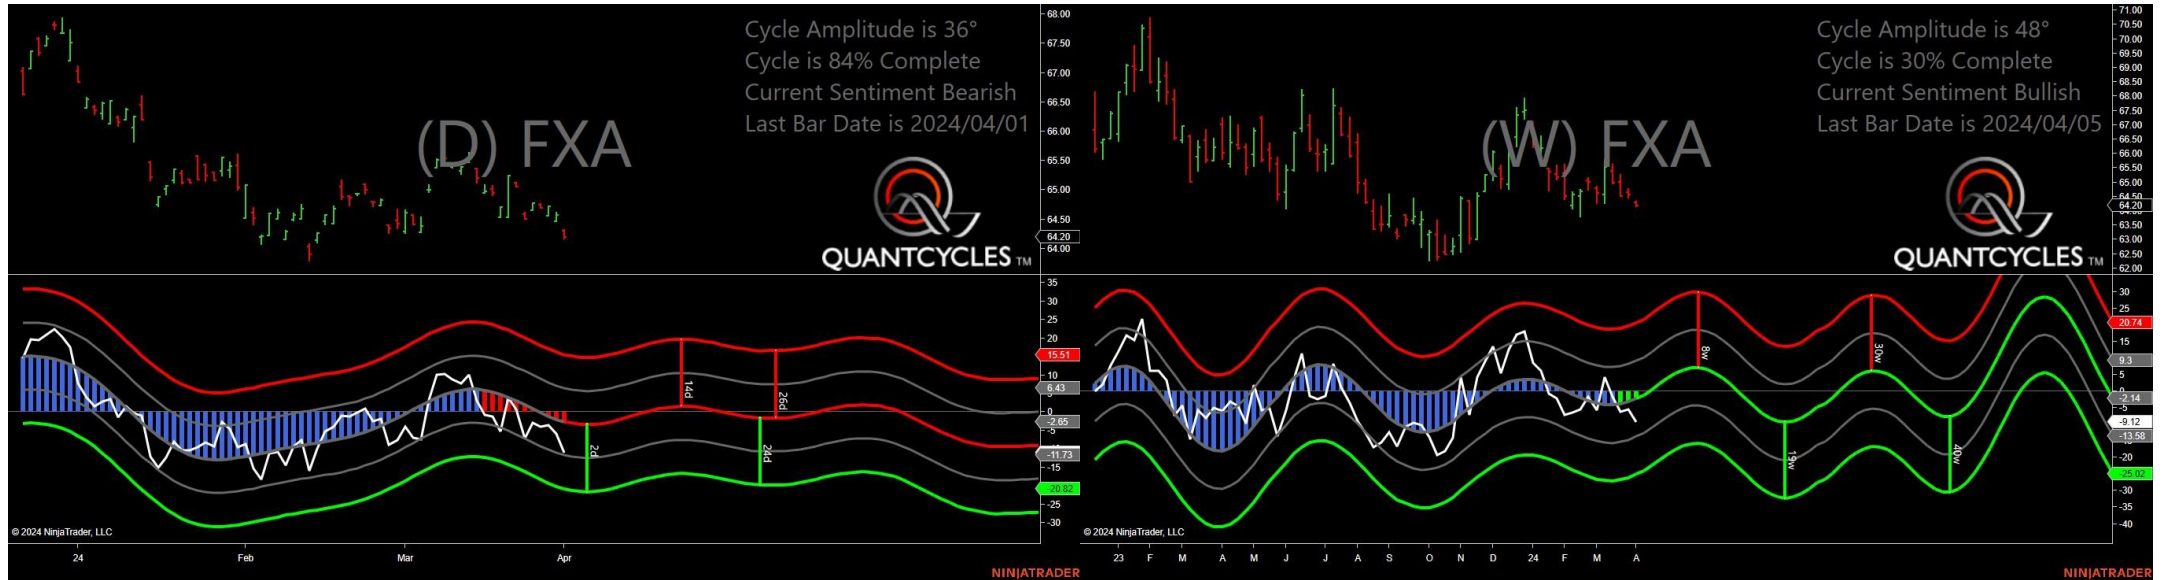 Cycle Amplitude is 36°
Cycle is 84% Complete
Current Sentiment Bearish
Last Bar Date is 2024/04/01
(D) FXA
QUANTCYCLES TM
68.00
67.50
67.00
66.50
66.00
65.50
65.00
64.50
64.20
64.00
35
30
25
20
15.51
10
6.43
0
-2.65
-5
-11.73
-15
-20.82
-25
-30
14d
26d
2d
24d
© 2024 NinjaTrader, LLC
24 Feb Mar Apr
NINJATRADER
Cycle Amplitude is 48°
Cycle is 30% Complete
Current Sentiment Bullish
Last Bar Date is 2024/04/05
(W) FXA
QUANTCYCLES TM
71.00
70.50
70.00
69.50
69.00
68.50
68.00
67.50
67.00
66.50
66.00
65.50
65.00
64.50
64.20
63.50
63.00
62.50
62.00
30
25
20.74
15
9.3
5
0
-2.14
-5
-9.12
-13.58
-20
-25.02
-30
-35
-40
8w
30w
19w
40w
© 2024 NinjaTrader, LLC
23 F M A M J J A S O N D 24 F M A
NINJATRADER